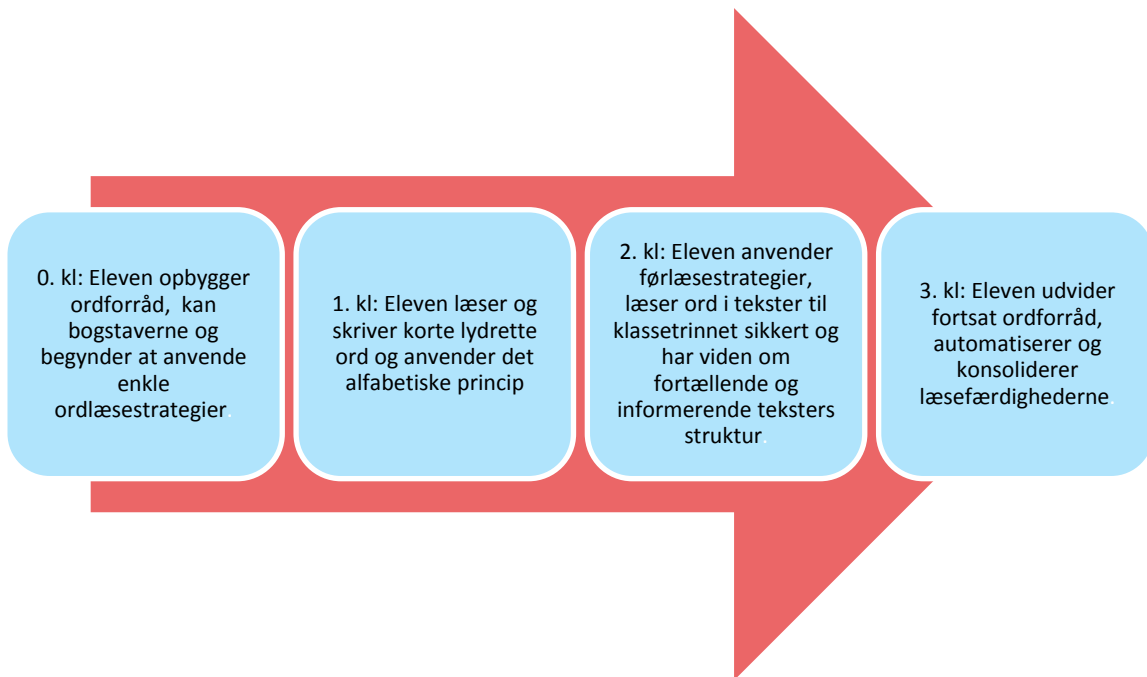 0. kl: Eleven opbygger
ordforråd,  kan
bogstaverne og
begynder at anvende
enkle
ordlæsestrategier.
1. kl: Eleven læser og
skriver korte lydrette
ord og anvender det
alfabetiske princip
2. kl: Eleven anvender
førlæsestrategier,
læser ord i tekster til
klassetrinnet sikkert og
har viden om
fortællende og
informerende teksters
struktur.
3. kl: Eleven udvider
fortsat ordforråd,
automatiserer og
konsoliderer
læsefærdighederne.